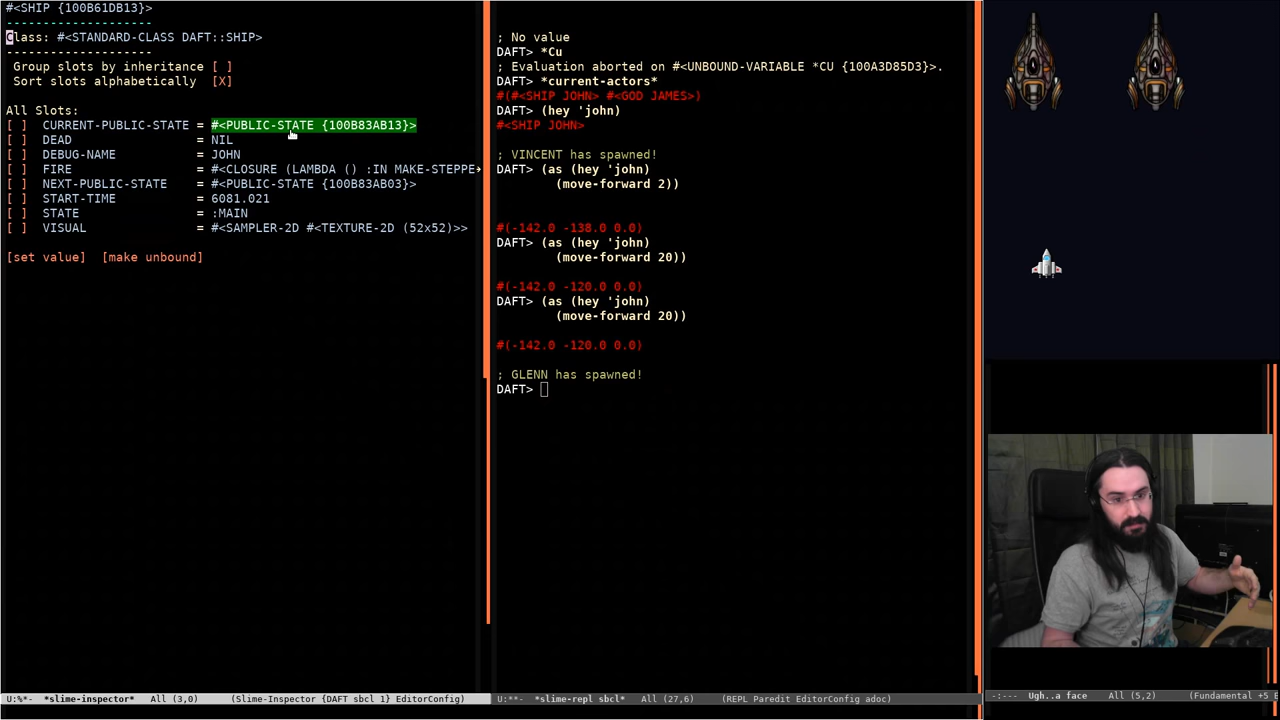 #<SHIP {100B61DB13}>
--------------------
Class: #<STANDARD-CLASS DAFT::SHIP>
--------------------
Group slots by inheritance [ ]
Sort slots alphabetically  [X]
All Slots:
[ ]  CURRENT-PUBLIC-STATE = #<PUBLIC-STATE {100B83AB13}>
[ ]  DEAD                 = NIL
[ ]  DEBUG-NAME           = JOHN
[ ]  FIRE                 = #<CLOSURE (LAMBDA () :IN MAKE-STEPPE
[ ]  NEXT-PUBLIC-STATE    = #<PUBLIC-STATE {100B83AB03}>
[ ]  START-TIME           = 6081.021
[ ]  STATE                = :MAIN
[ ]  VISUAL               = #<SAMPLER-2D #<TEXTURE-2D (52x52)>>
[set value]  [make unbound]
U:%*-  *slime-inspector*   All (3,0)     (Slime-Inspector {DAFT sbcl 1} EditorConfig)
; No value
DAFT> *Cu
; Evaluation aborted on #<UNBOUND-VARIABLE *CU {100A3D85D3}>.
DAFT> *current-actors*
#(#<SHIP JOHN> #<GOD JAMES>)
DAFT> (hey 'john)
#<SHIP JOHN>
; VINCENT has spawned!
DAFT> (as (hey 'john)
(move-forward 2))
#(-142.0 -138.0 0.0)
DAFT> (as (hey 'john)
(move-forward 20))
#(-142.0 -120.0 0.0)
DAFT> (as (hey 'john)
(move-forward 20))
#(-142.0 -120.0 0.0)
; GLENN has spawned!
DAFT>
U:**-  *slime-repl sbcl*   All (27,6)     (REPL Paredit EditorConfig adoc)
-:---  Ugh..a face   All (5,2)     (Fundamental +5 E